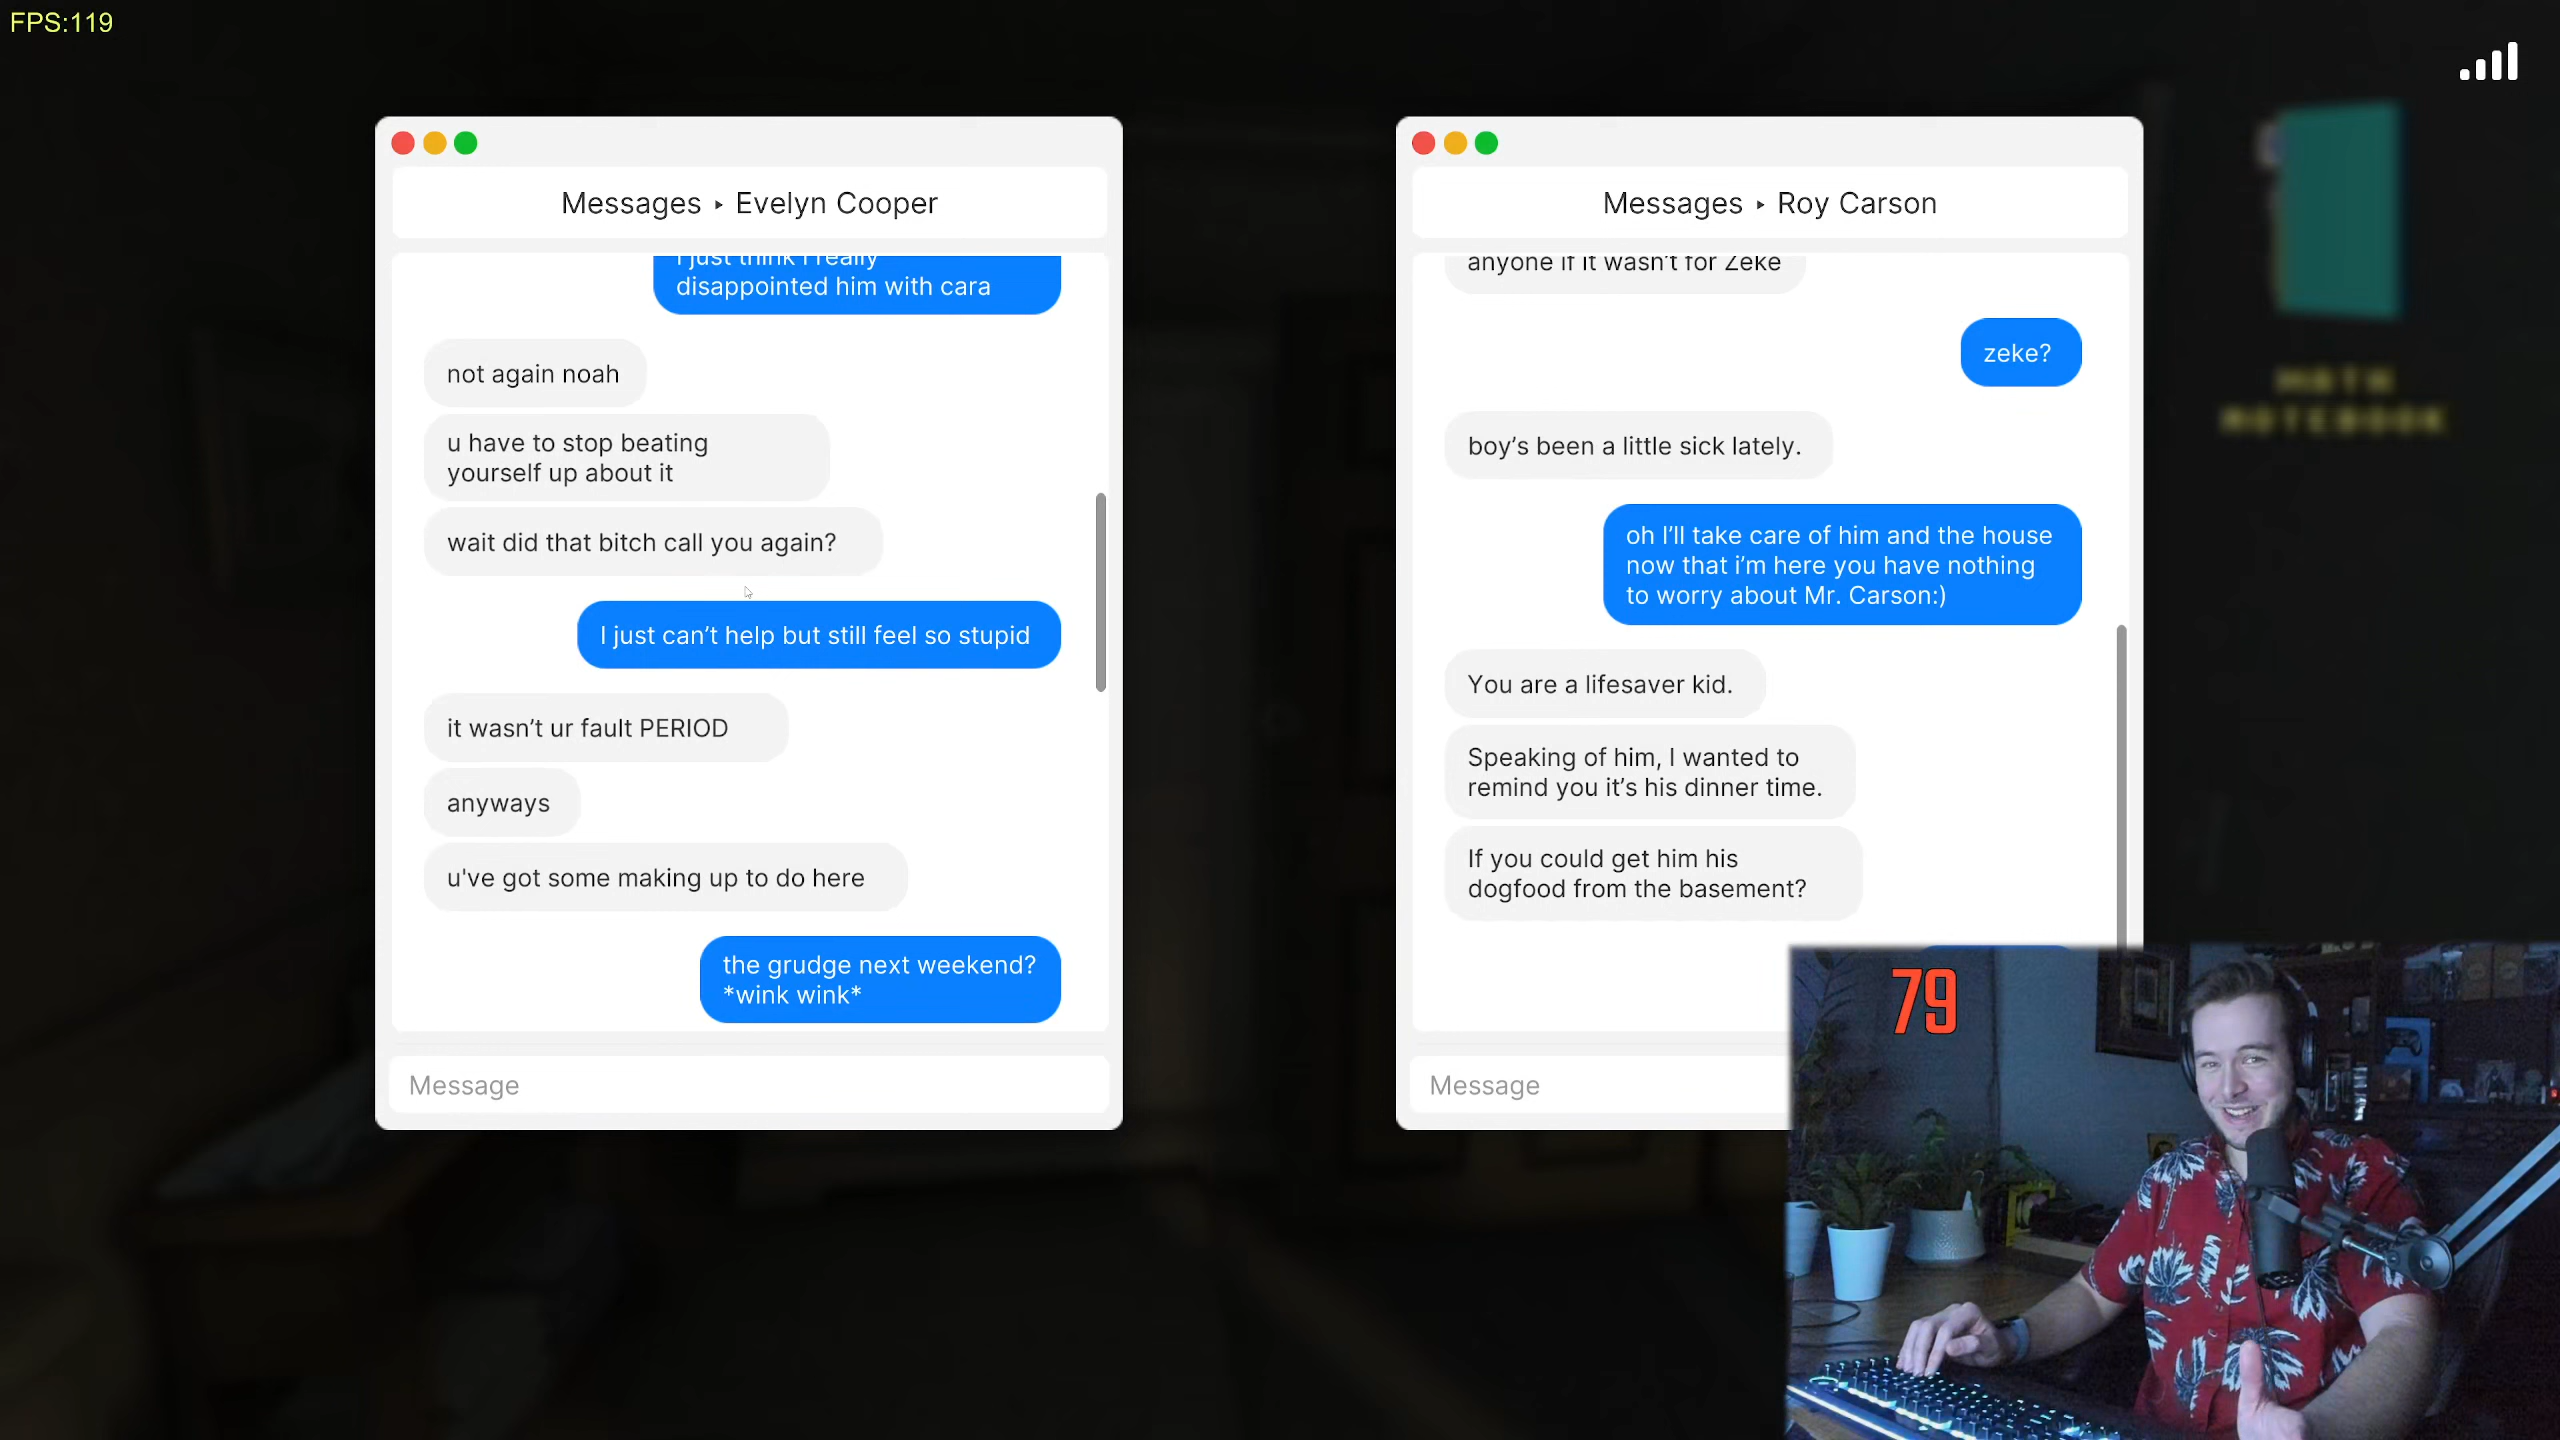 FPS:119
Messages ▸ Evelyn Cooper
I just think I really
disappointed him with cara
not again noah
u have to stop beating
yourself up about it
wait did that bitch call you again?
I just can't help but still feel so stupid
it wasn't ur fault PERIOD
anyways
u've got some making up to do here
the grudge next weekend?
*wink wink*
Message
Messages ▸ Roy Carson
anyone if it wasn't for Zeke
zeke?
boy's been a little sick lately.
oh I'll take care of him and the house
now that i'm here you have nothing
to worry about Mr. Carson:)
You are a lifesaver kid.
Speaking of him, I wanted to
remind you it's his dinner time.
If you could get him his
dogfood from the basement?
Message
MATH
NOTEBOOK
79